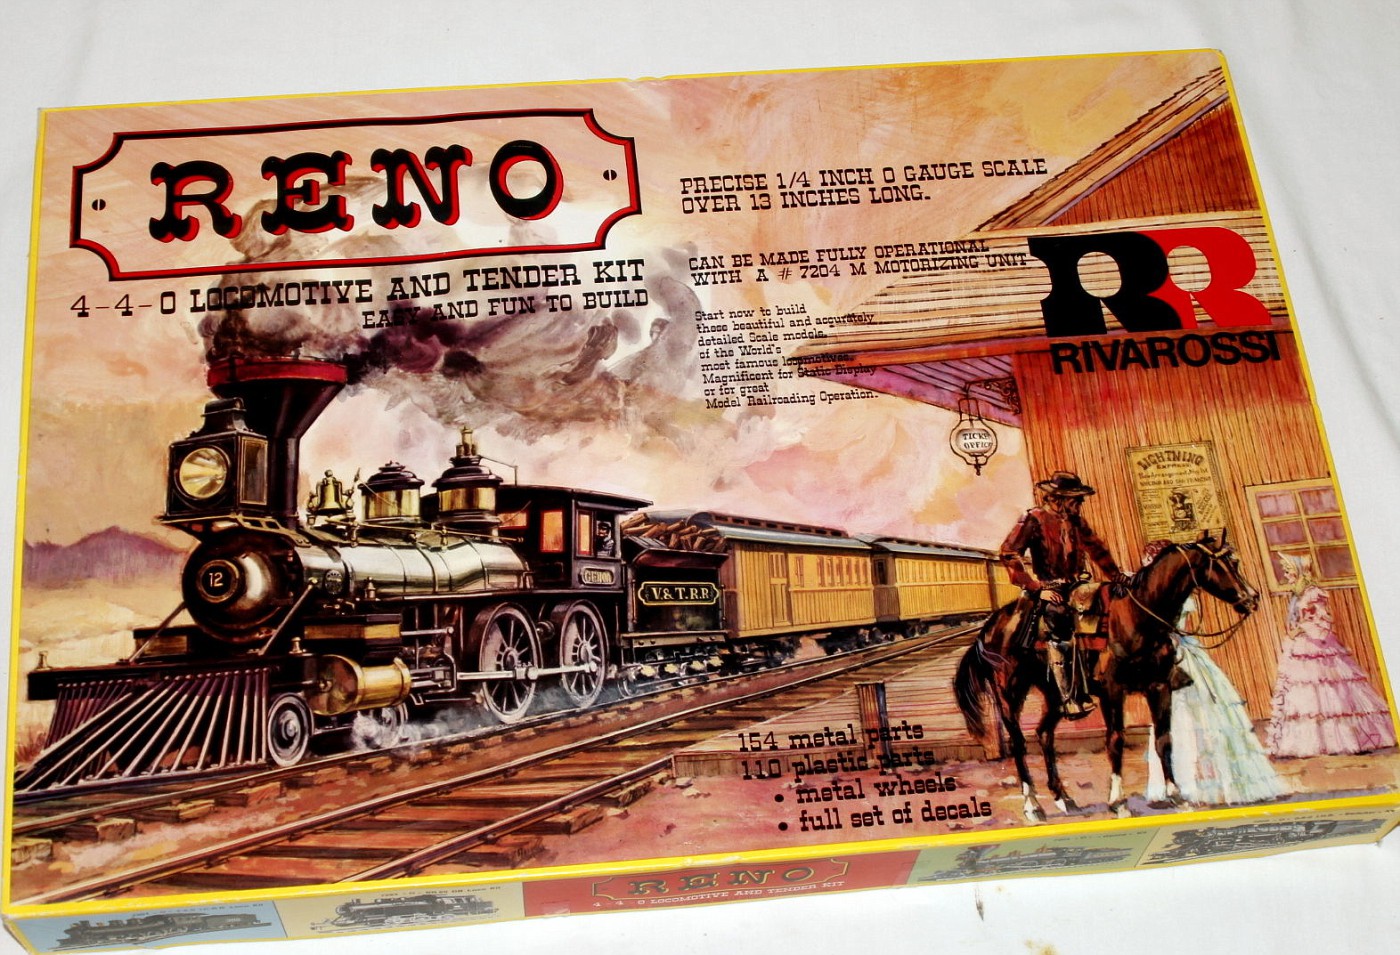 RENO
4-4-0 LOCOMOTIVE AND TENDER KIT
EASY AND FUN TO BUILD
PRECISE 1/4 INCH O GAUGE SCALE
OVER 13 INCHES LONG.
CAN BE MADE FULLY OPERATIONAL
WITH A # 7204 M MOTORIZING UNIT
Start now to build
these beautiful and accurately
detailed Scale models
of the World's
most famous locomotives.
Magnificent for Static Display
or for great
Model Railroading Operation.
RR
RIVAROSSI
TICKET
OFFICE
LIGHTNING
EXPRESS
12
V.& T.R.R.
154 metal parts
110 plastic parts
• metal wheels
• full set of decals
RENO
4-4-0 LOCOMOTIVE AND TENDER KIT